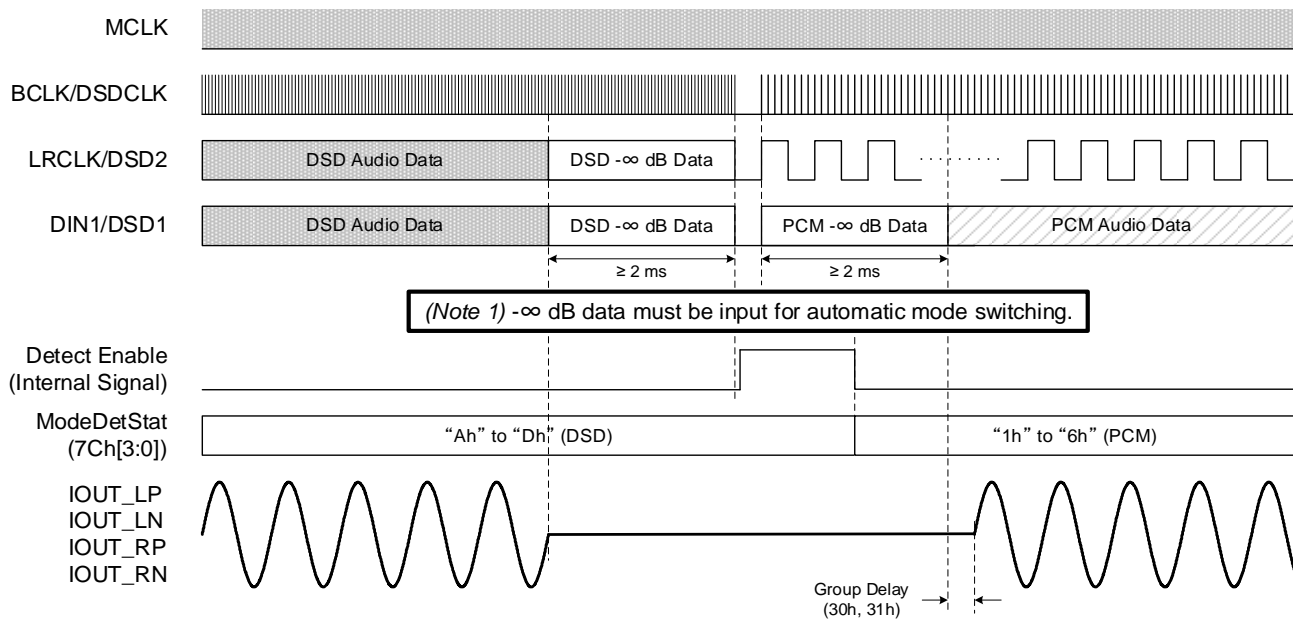 MCLK
BCLK/DSDCLK
LRCLK/DSD2
DSD Audio Data
DSD -∞ dB Data
DIN1/DSD1
DSD Audio Data
DSD -∞ dB Data
PCM -∞ dB Data
PCM Audio Data
≥ 2 ms
≥ 2 ms
(Note 1) -∞ dB data must be input for automatic mode switching.
Detect Enable
(Internal Signal)
ModeDetStat
(7Ch[3:0])
“Ah” to “Dh” (DSD)
“1h” to “6h” (PCM)
IOUT_LP
IOUT_LN
IOUT_RP
IOUT_RN
Group Delay
(30h, 31h)